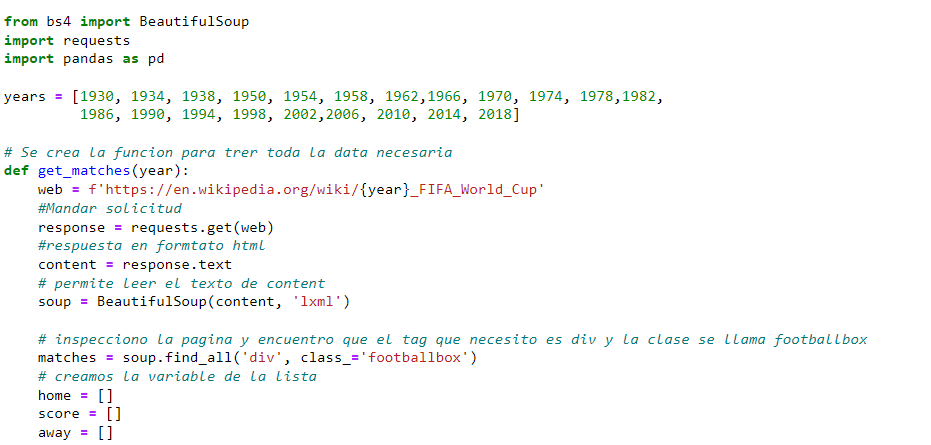 from bs4 import BeautifulSoup
import requests
import pandas as pd
years = [1930, 1934, 1938, 1950, 1954, 1958, 1962,1966, 1970, 1974, 1978,1982,
1986, 1990, 1994, 1998, 2002,2006, 2010, 2014, 2018]
# Se crea la funcion para trer toda la data necesaria
def get_matches(year):
    web = f'https://en.wikipedia.org/wiki/{year}_FIFA_World_Cup'
    #Mandar solicitud
    response = requests.get(web)
    #respuesta en formtato html
    content = response.text
    # permite leer el texto de content
    soup = BeautifulSoup(content, 'lxml')
    # inspecciono la pagina y encuentro que el tag que necesito es div y la clase se llama footballbox
    matches = soup.find_all('div', class_='footballbox')
    # creamos la variable de la lista
    home = []
    score = []
    away = []